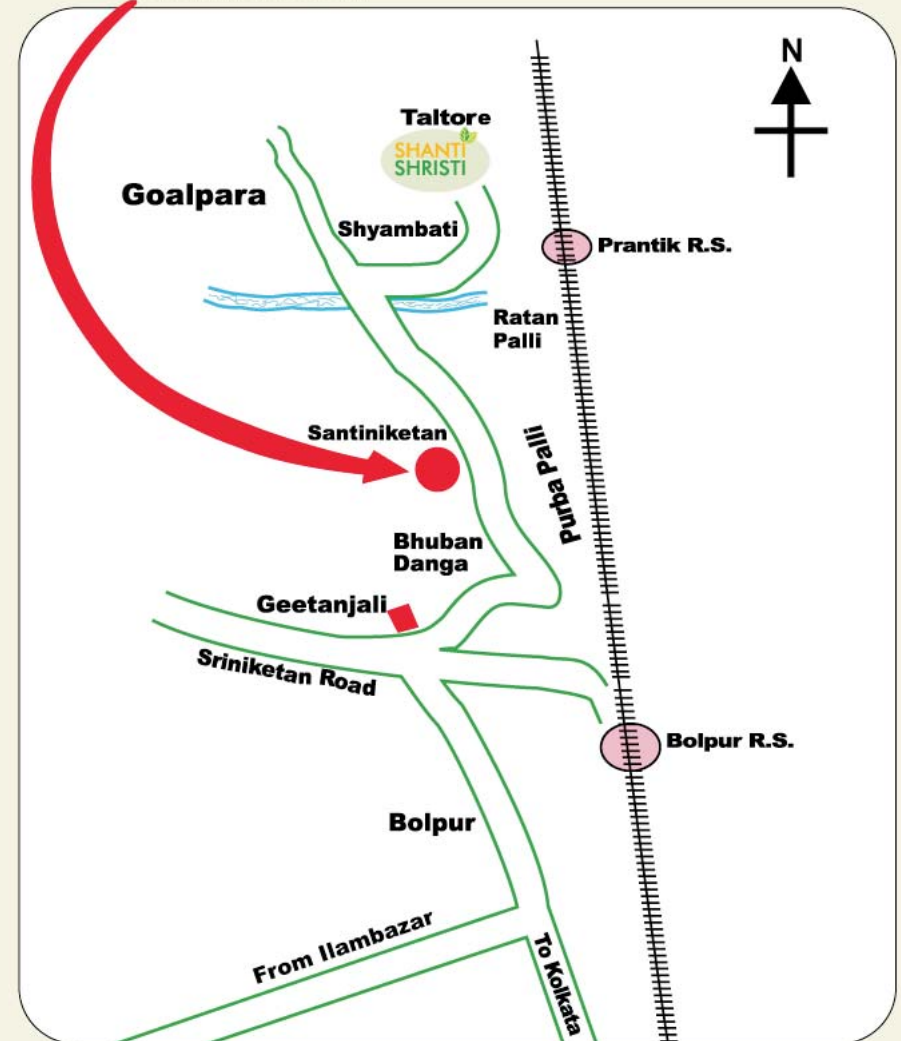 N
Taltore
SHANTI
SHRISTI
Goalpara
Shyambati
Prantik R.S.
Ratan
Palli
Santiniketan
Purba Palli
Bhuban
Danga
Geetanjali
Sriniketan Road
Bolpur R.S.
Bolpur
From Ilambazar
To Kolkata